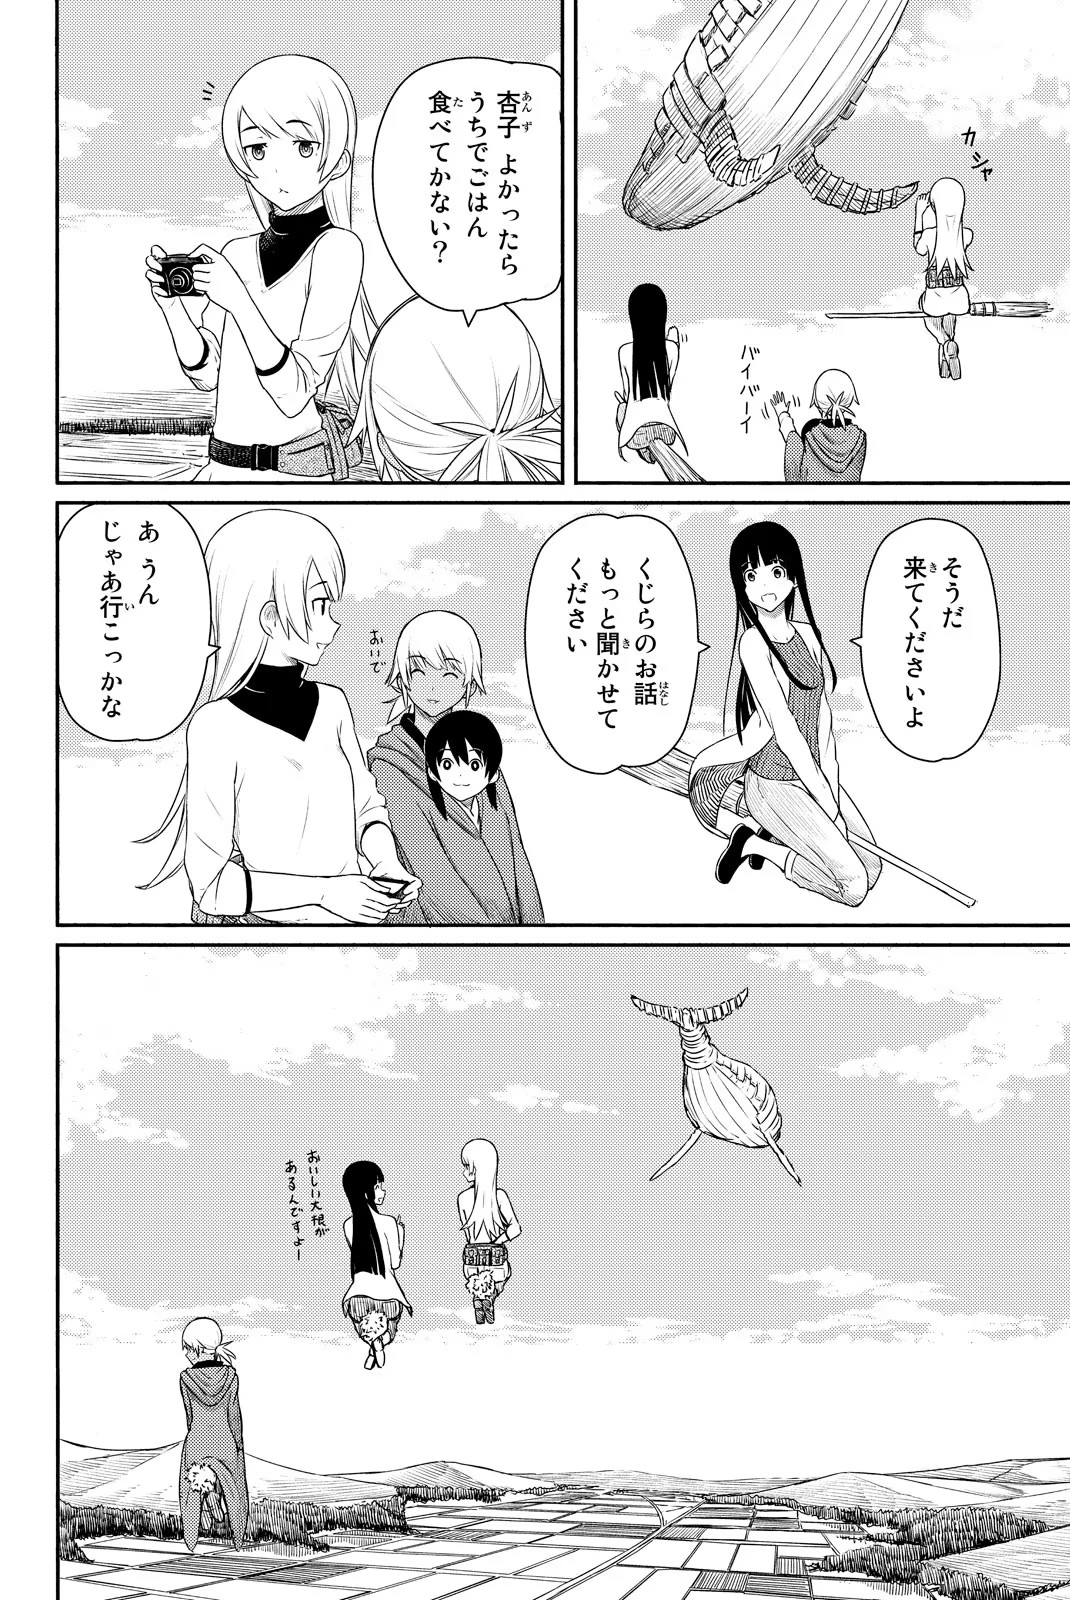 カシャ
バイバーイ
杏子 よかったら
うちでごはん
食べてかない？
そうだ
来てくださいよ
くじらのお話
もっと聞かせて
ください
おいで
あ うん
じゃあ行こっかな
おいしい大根が
あるんですよー